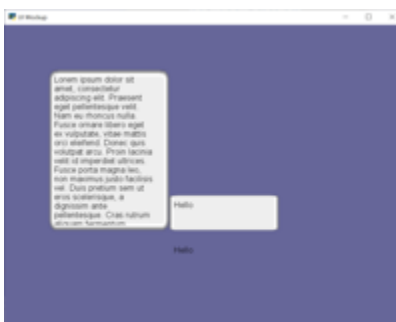 UI Mockup
Lorem ipsum dolor sit
amet, consectetur
adipiscing elit. Praesent
eget pellentesque velit.
Nam eu rhoncus nulla.
Fusce ornare libero eget
ex vulputate, vitae mattis
orci eleifend. Donec quis
volutpat arcu. Proin lacinia
velit id imperdiet ultrices.
Fusce porta magna leo,
non maximus justo facilisis
vel. Duis pretium sem ut
eros scelerisque, a
dignissim ante
pellentesque. Cras rutrum
aliquam fermentum
Hello
Hello